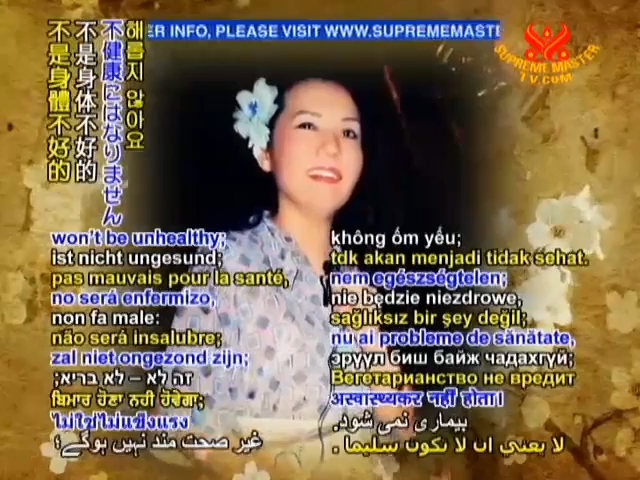 ER INFO, PLEASE VISIT WWW.SUPREMEMASTE
SUPREME MASTER
TV.COM
해롭지 않아요
不健康にはなりません
不是身体不好的
不是身體不好的
won't be unhealthy;
ist nicht ungesund;
pas mauvais pour la santé,
no será enfermizo,
non fa male:
não será insalubre;
zal niet ongezond zijn;
זה לא – לא בריא;
ਬਿਮਾਰ ਹੋਣਾ ਨਹੀ ਹੋਵੇਗਾ;
ไม่ใช่ไม่แข็งแรง
غیر صحت مند نہیں ہوگے؛
không ốm yếu;
tdk akan menjadi tidak sehat.
nem egészségtelen;
nie będzie niezdrowe,
sağlıksız bir şey değil;
nu ai probleme de sănătate,
эрүүл биш байж чадахгүй;
Вегетарианство не вредит
अस्वास्थ्यकर नहीं होता।
بیماری نمی شود.
لا يعني ان لا تكون سليما .